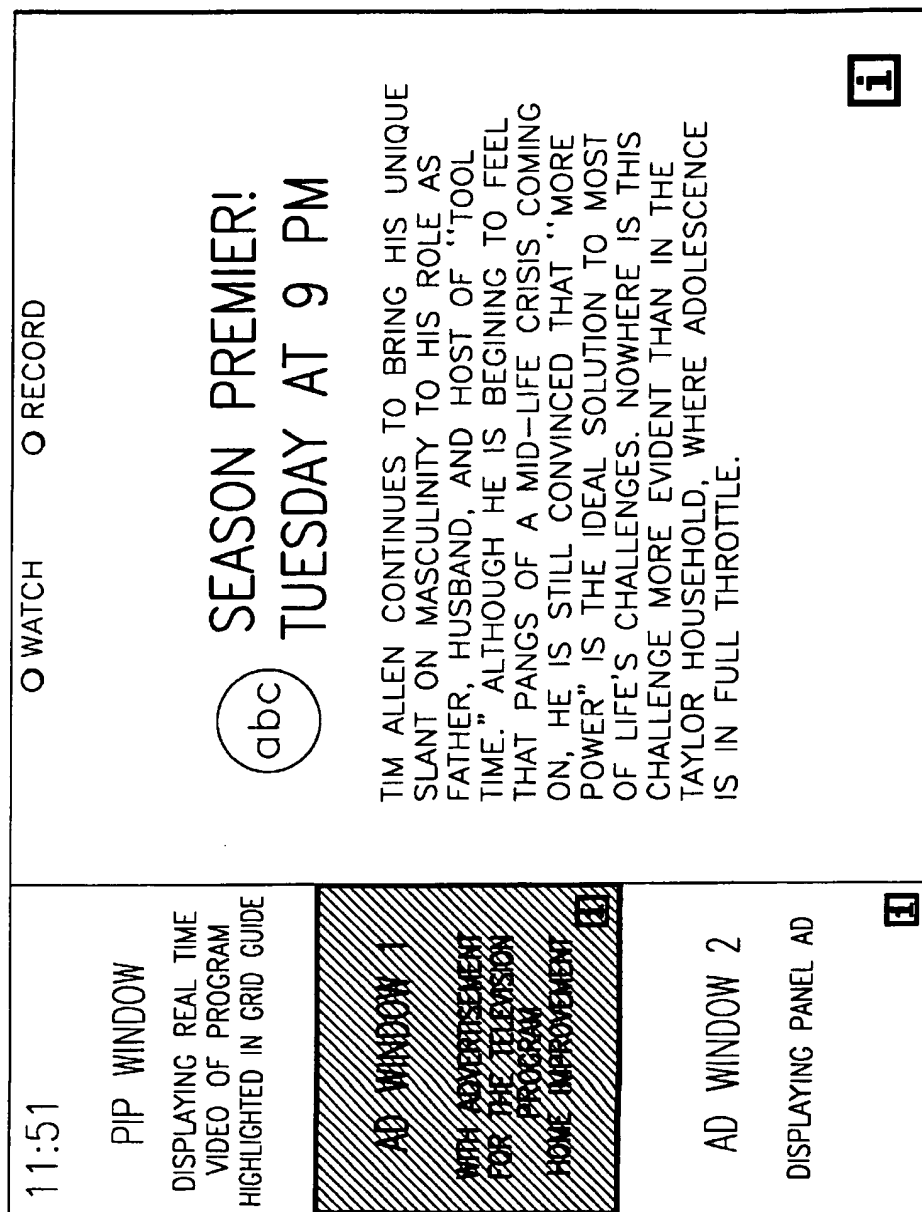 11:51
○ WATCH ○ RECORD
PIP WINDOW
DISPLAYING REAL TIME
VIDEO OF PROGRAM
HIGHLIGHTED IN GRID GUIDE
AD WINDOW 1
WITH ADVERTISEMENT
FOR THE TELEVISION
PROGRAM
HOME IMPROVEMENT
i
AD WINDOW 2
DISPLAYING PANEL AD
i
abc
SEASON PREMIER!
TUESDAY AT 9 PM
TIM ALLEN CONTINUES TO BRING HIS UNIQUE
SLANT ON MASCULINITY TO HIS ROLE AS
FATHER, HUSBAND, AND HOST OF ''TOOL
TIME." ALTHOUGH HE IS BEGINING TO FEEL
THAT PANGS OF A MID-LIFE CRISIS COMING
ON, HE IS STILL CONVINCED THAT ''MORE
POWER" IS THE IDEAL SOLUTION TO MOST
OF LIFE'S CHALLENGES. NOWHERE IS THIS
CHALLENGE MORE EVIDENT THAN IN THE
TAYLOR HOUSEHOLD, WHERE ADOLESCENCE
IS IN FULL THROTTLE.
i